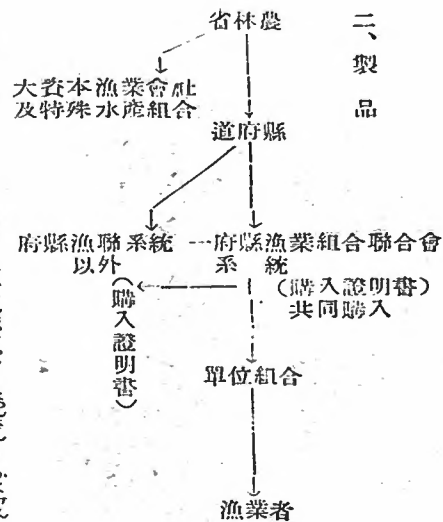 二、製品
省林農
大資本漁業會社
及特殊水産組合
道府縣
府縣漁聯系統
以外
(購入證明書)
府縣漁業組合聯合會
系統
(購入證明書)
共同購入
單位組合
漁業者